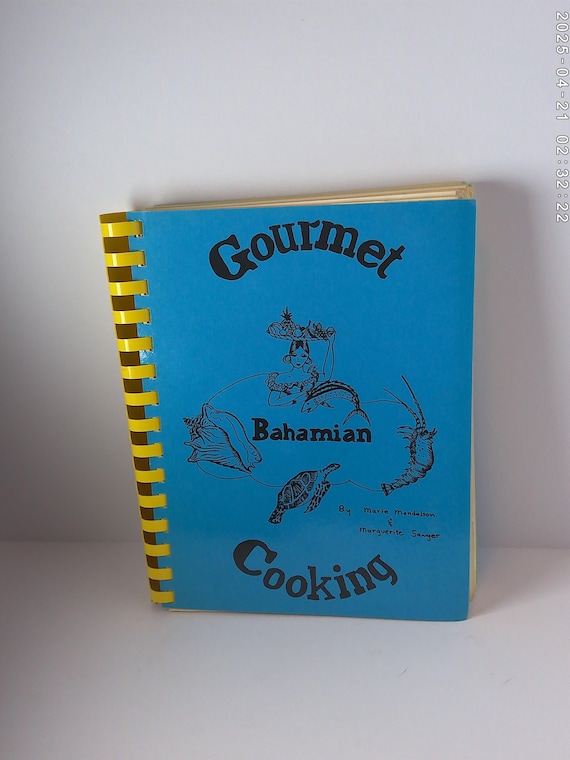 2025-04-21 02:32:22
Gourmet
Bahamian
By Marie Mendelson
&
Marguerite Sawyer
Cooking